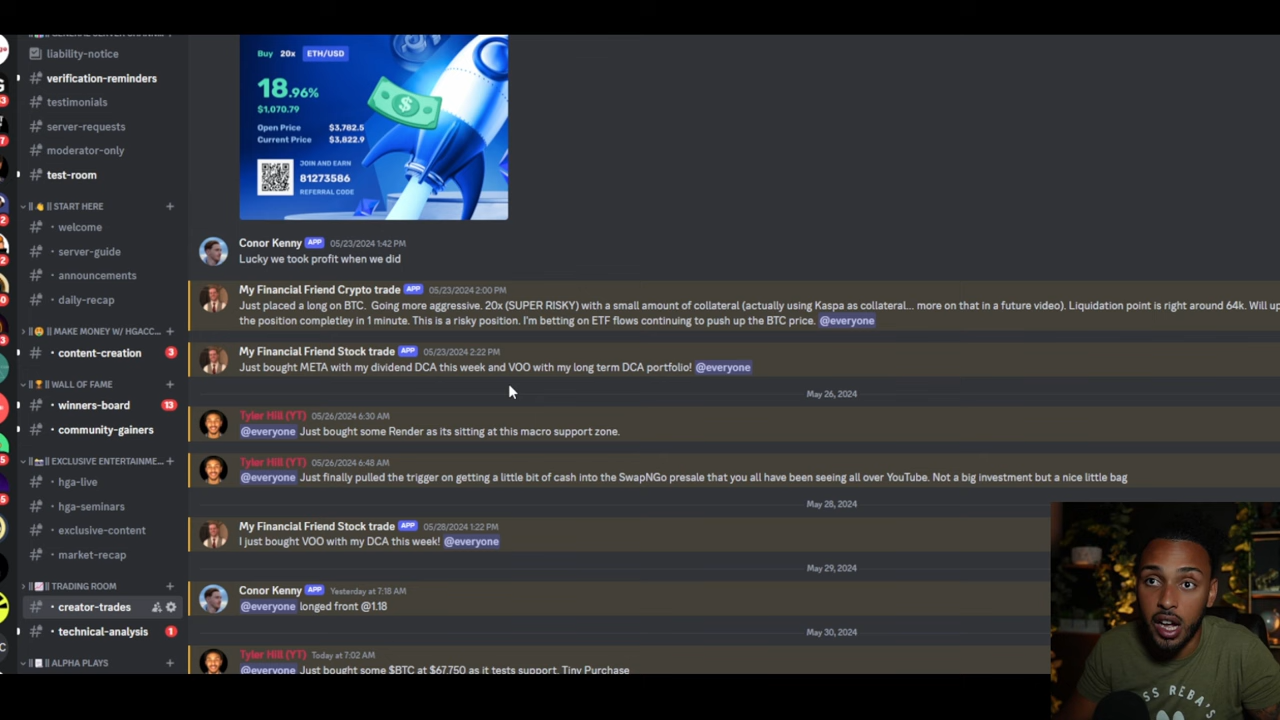 liability-notice
verification-reminders
testimonials
server-requests
moderator-only
test-room
START HERE
welcome
server-guide
announcements
daily-recap
MAKE MONEY W/ HGACC...
content-creation 3
WALL OF FAME
winners-board 13
community-gainers
EXCLUSIVE ENTERTAINME...
hga-live
hga-seminars
exclusive-content
market-recap
TRADING ROOM
creator-trades
technical-analysis 1
ALPHA PLAYS
Buy 20x ETH/USD
18.96%
$1,070.79
Open Price $3,782.5
Current Price $3,822.9
JOIN AND EARN
81273586
REFERRAL CODE
Conor Kenny APP 05/23/2024 1:42 PM
Lucky we took profit when we did
My Financial Friend Crypto trade APP 05/23/2024 2:00 PM
Just placed a long on BTC. Going more aggressive. 20x (SUPER RISKY) with a small amount of collateral (actually using Kaspa as collateral... more on that in a future video). Liquidation point is right around 64k. Will up
the position completley in 1 minute. This is a risky position. I'm betting on ETF flows continuing to push up the BTC price. @everyone
My Financial Friend Stock trade APP 05/23/2024 2:22 PM
Just bought META with my dividend DCA this week and VOO with my long term DCA portfolio! @everyone
May 26, 2024
Tyler Hill (YT) 05/26/2024 6:30 AM
@everyone Just bought some Render as its sitting at this macro support zone.
Tyler Hill (YT) 05/26/2024 6:48 AM
@everyone Just finally pulled the trigger on getting a little bit of cash into the SwapNGo presale that you all have been seeing all over YouTube. Not a big investment but a nice little bag
May 28, 2024
My Financial Friend Stock trade APP 05/28/2024 1:22 PM
I just bought VOO with my DCA this week! @everyone
May 29, 2024
Conor Kenny APP Yesterday at 7:18 AM
@everyone longed front @1.18
May 30, 2024
Tyler Hill (YT) Today at 7:02 AM
@everyone Just bought some $BTC at $67,750 as it tests support. Tiny Purchase
SS REBA'S